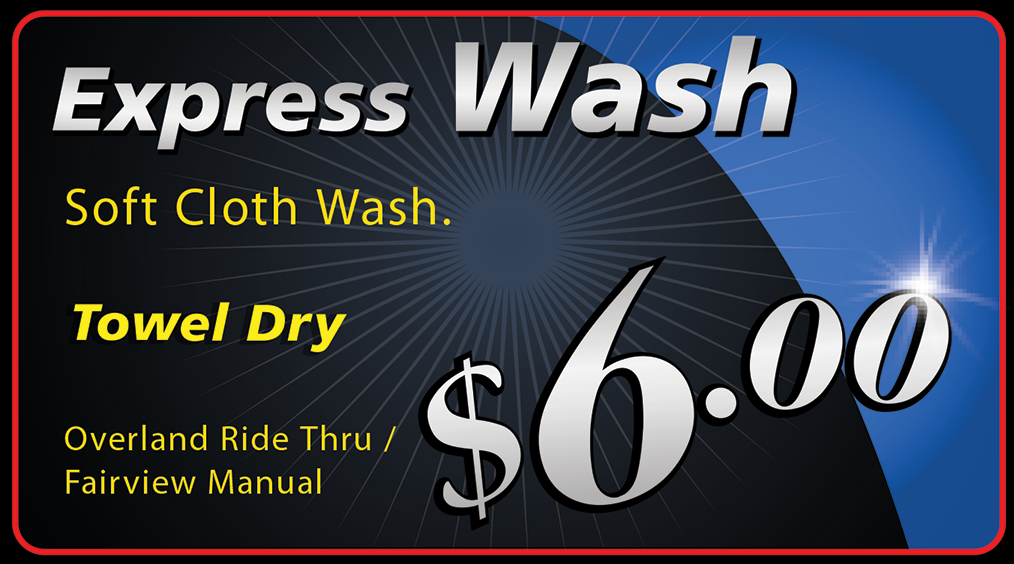 Express Wash
Soft Cloth Wash.
Towel Dry
$6.00
Overland Ride Thru /
Fairview Manual